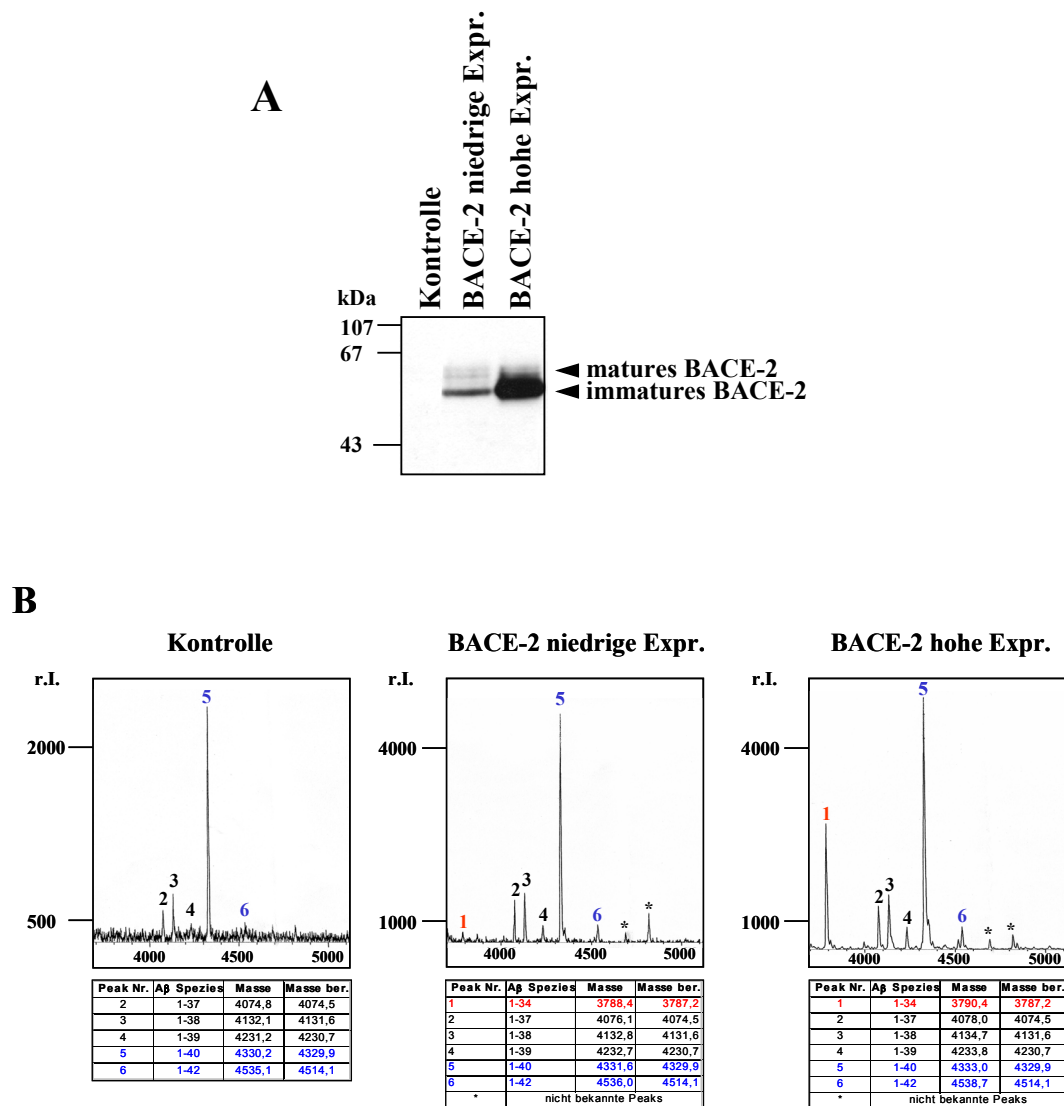 A
Kontrolle
BACE-2 niedrige Expr.
BACE-2 hohe Expr.
kDa
107
67
43
matures BACE-2
immatures BACE-2
B
Kontrolle
r.I.
2000
500
2
3
4
5
6
4000 4500 5000
Peak Nr. Aβ Spezies Masse Masse ber.
2 1-37 4074,8 4074,5
3 1-38 4132,1 4131,6
4 1-39 4231,2 4230,7
5 1-40 4330,2 4329,9
6 1-42 4535,1 4514,1
BACE-2 niedrige Expr.
r.I.
4000
1000
1
2
3
4
5
6
*
*
4000 4500 5000
Peak Nr. Aβ Spezies Masse Masse ber.
1 1-34 3788,4 3787,2
2 1-37 4076,1 4074,5
3 1-38 4132,8 4131,6
4 1-39 4232,7 4230,7
5 1-40 4331,6 4329,9
6 1-42 4536,0 4514,1
* nicht bekannte Peaks
BACE-2 hohe Expr.
r.I.
4000
1000
1
2
3
4
5
6
*
*
4000 4500 5000
Peak Nr. Aβ Spezies Masse Masse ber.
1 1-34 3790,4 3787,2
2 1-37 4078,0 4074,5
3 1-38 4134,7 4131,6
4 1-39 4233,8 4230,7
5 1-40 4333,0 4329,9
6 1-42 4538,7 4514,1
* nicht bekannte Peaks